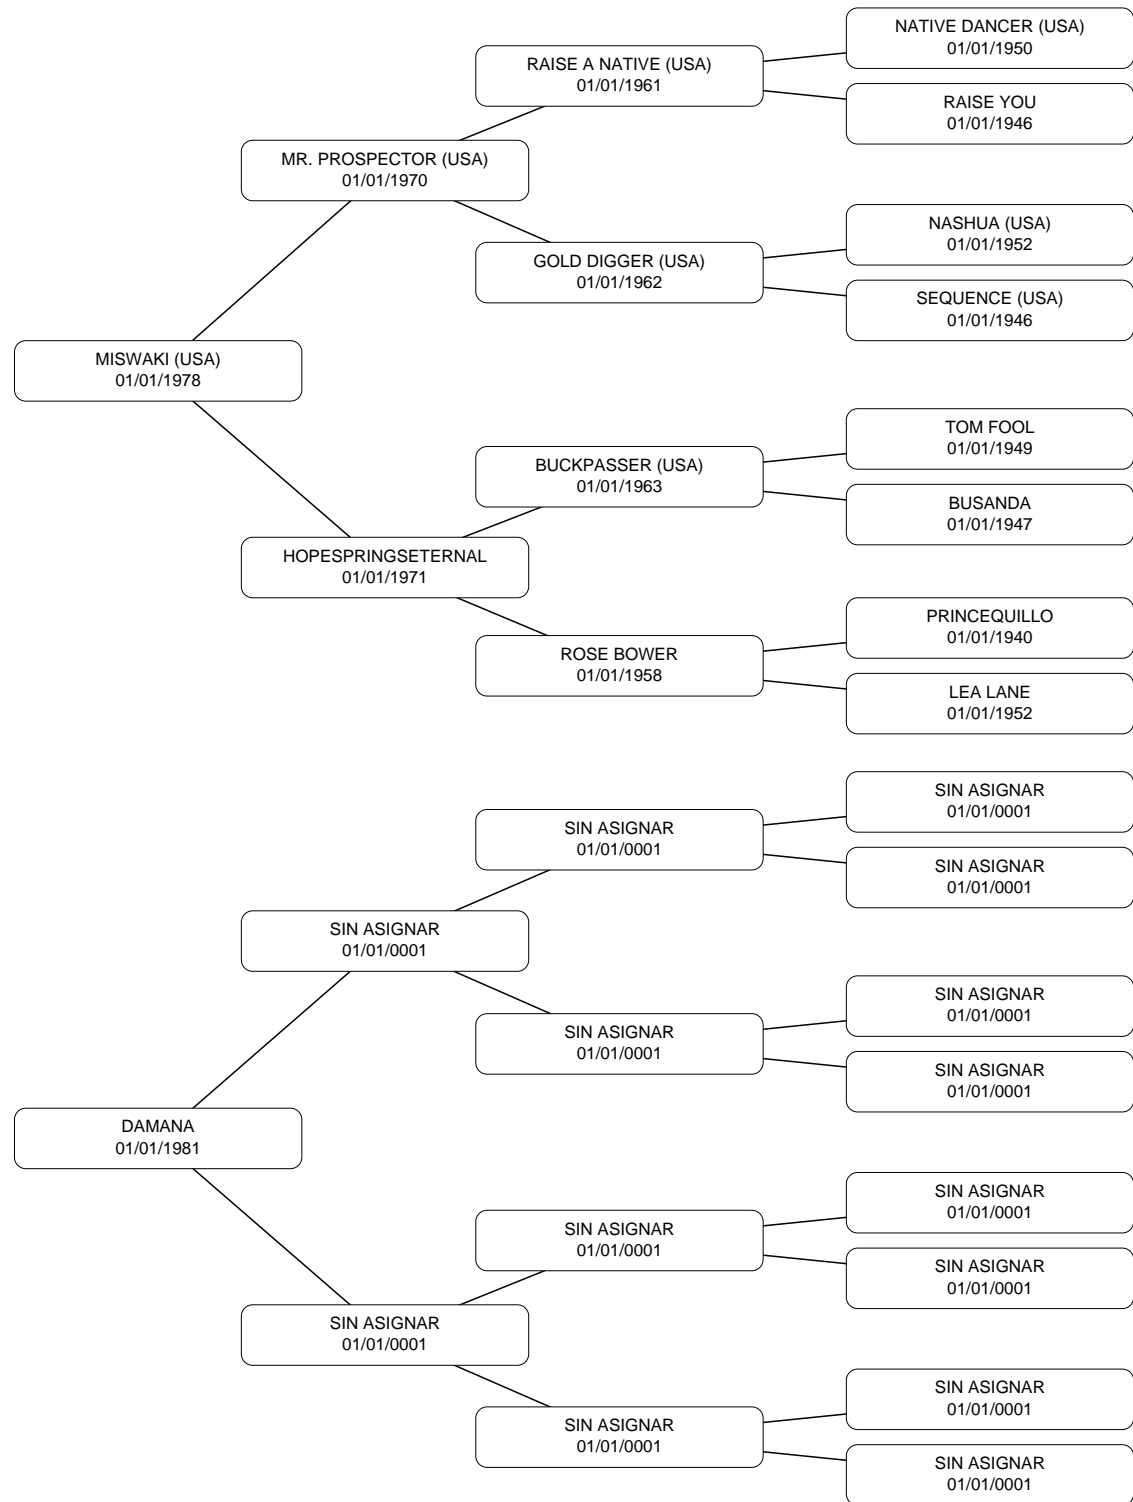 NATIVE DANCER (USA)
01/01/1950
RAISE A NATIVE (USA)
01/01/1961
RAISE YOU
01/01/1946
MR. PROSPECTOR (USA)
01/01/1970
NASHUA (USA)
01/01/1952
GOLD DIGGER (USA)
01/01/1962
SEQUENCE (USA)
01/01/1946
MISWAKI (USA)
01/01/1978
TOM FOOL
01/01/1949
BUCKPASSER (USA)
01/01/1963
BUSANDA
01/01/1947
HOPESPRINGSETERNAL
01/01/1971
PRINCEQUILLO
01/01/1940
ROSE BOWER
01/01/1958
LEA LANE
01/01/1952
SIN ASIGNAR
01/01/0001
SIN ASIGNAR
01/01/0001
SIN ASIGNAR
01/01/0001
SIN ASIGNAR
01/01/0001
SIN ASIGNAR
01/01/0001
SIN ASIGNAR
01/01/0001
SIN ASIGNAR
01/01/0001
DAMANA
01/01/1981
SIN ASIGNAR
01/01/0001
SIN ASIGNAR
01/01/0001
SIN ASIGNAR
01/01/0001
SIN ASIGNAR
01/01/0001
SIN ASIGNAR
01/01/0001
SIN ASIGNAR
01/01/0001
SIN ASIGNAR
01/01/0001